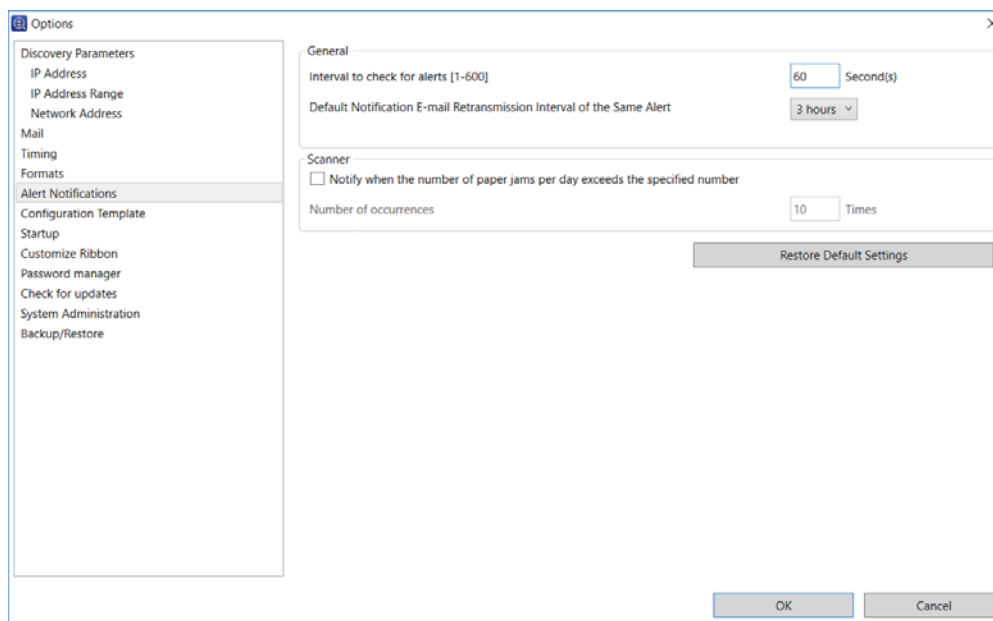 Options
Discovery Parameters
IP Address
IP Address Range
Network Address
Mail
Timing
Formats
Alert Notifications
Configuration Template
Startup
Customize Ribbon
Password manager
Check for updates
System Administration
Backup/Restore
General
Interval to check for alerts [1-600] 60 Second(s)
Default Notification E-mail Retransmission Interval of the Same Alert 3 hours
Scanner
Notify when the number of paper jams per day exceeds the specified number
Number of occurrences 10 Times
Restore Default Settings
OK Cancel